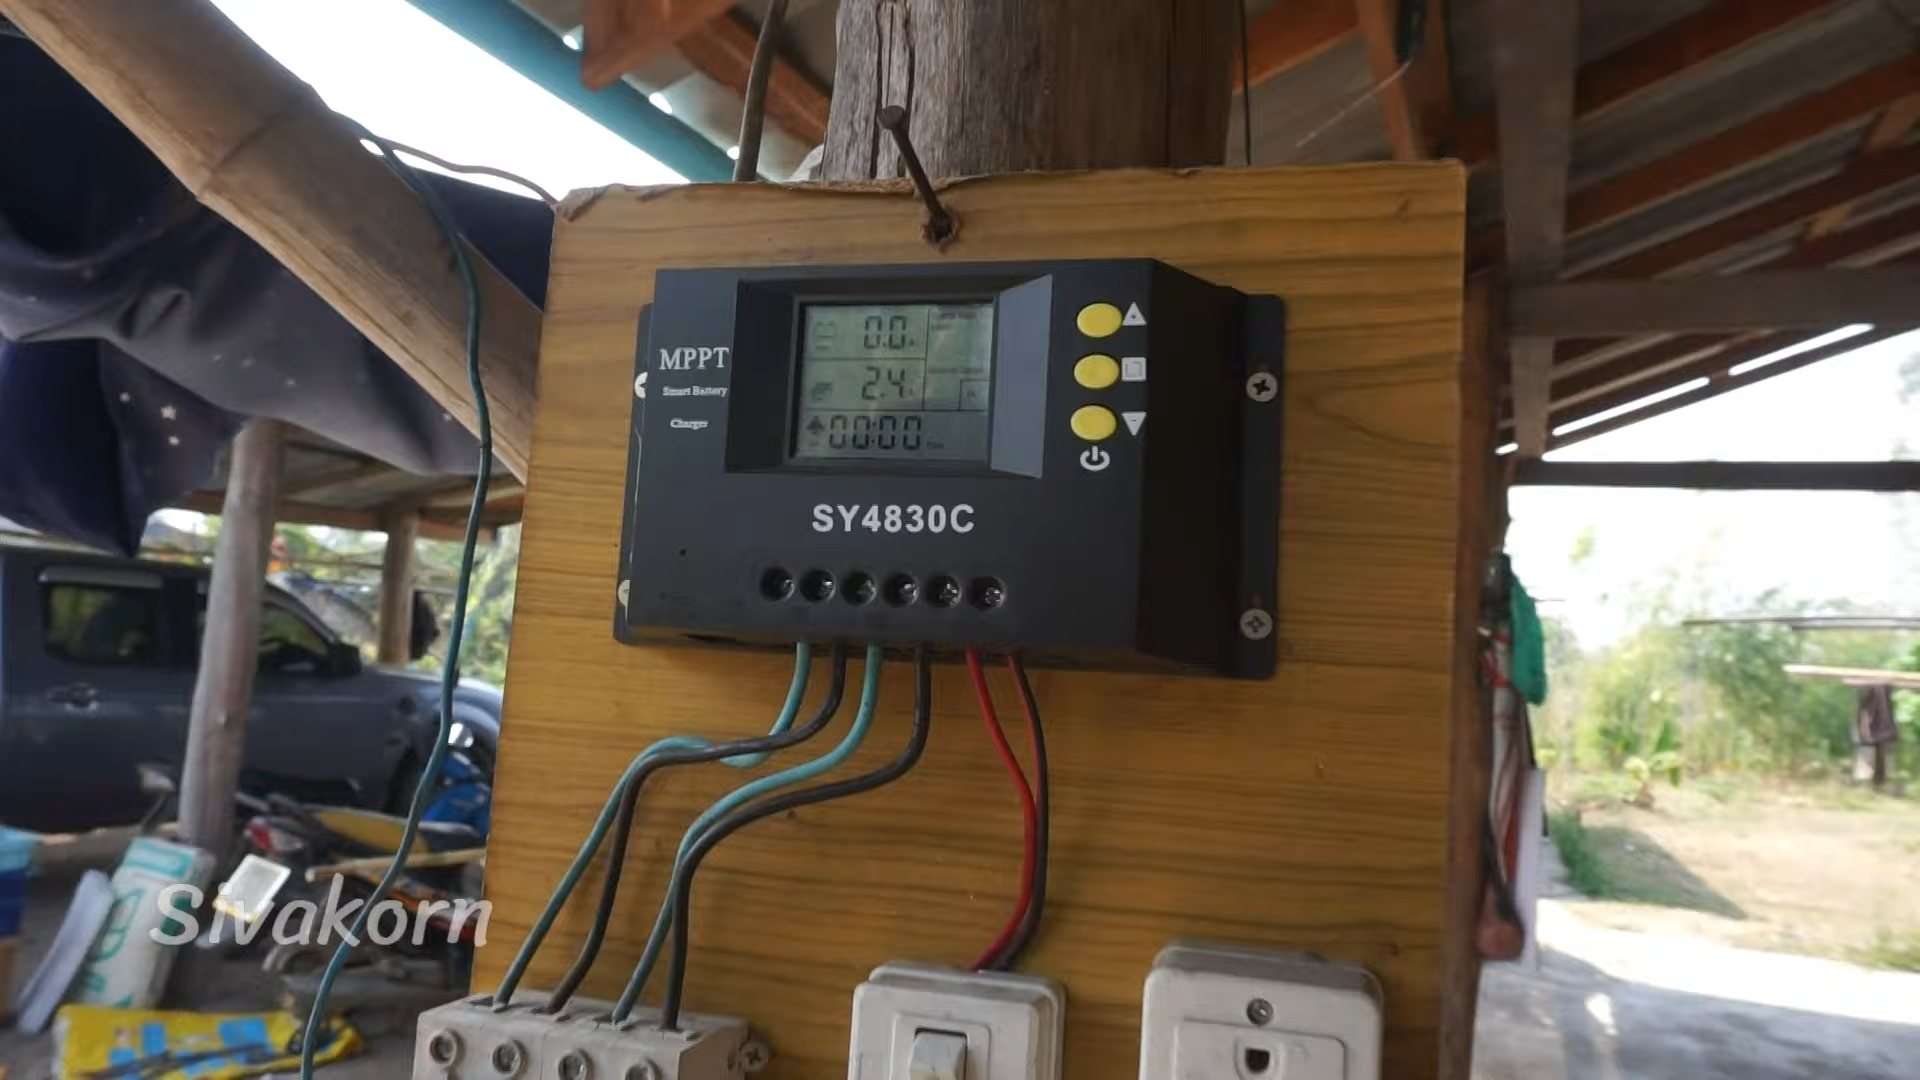 MPPT
Smart Battery
Charger
0.0
2.4
00:00
SY4830C
Sivakorn